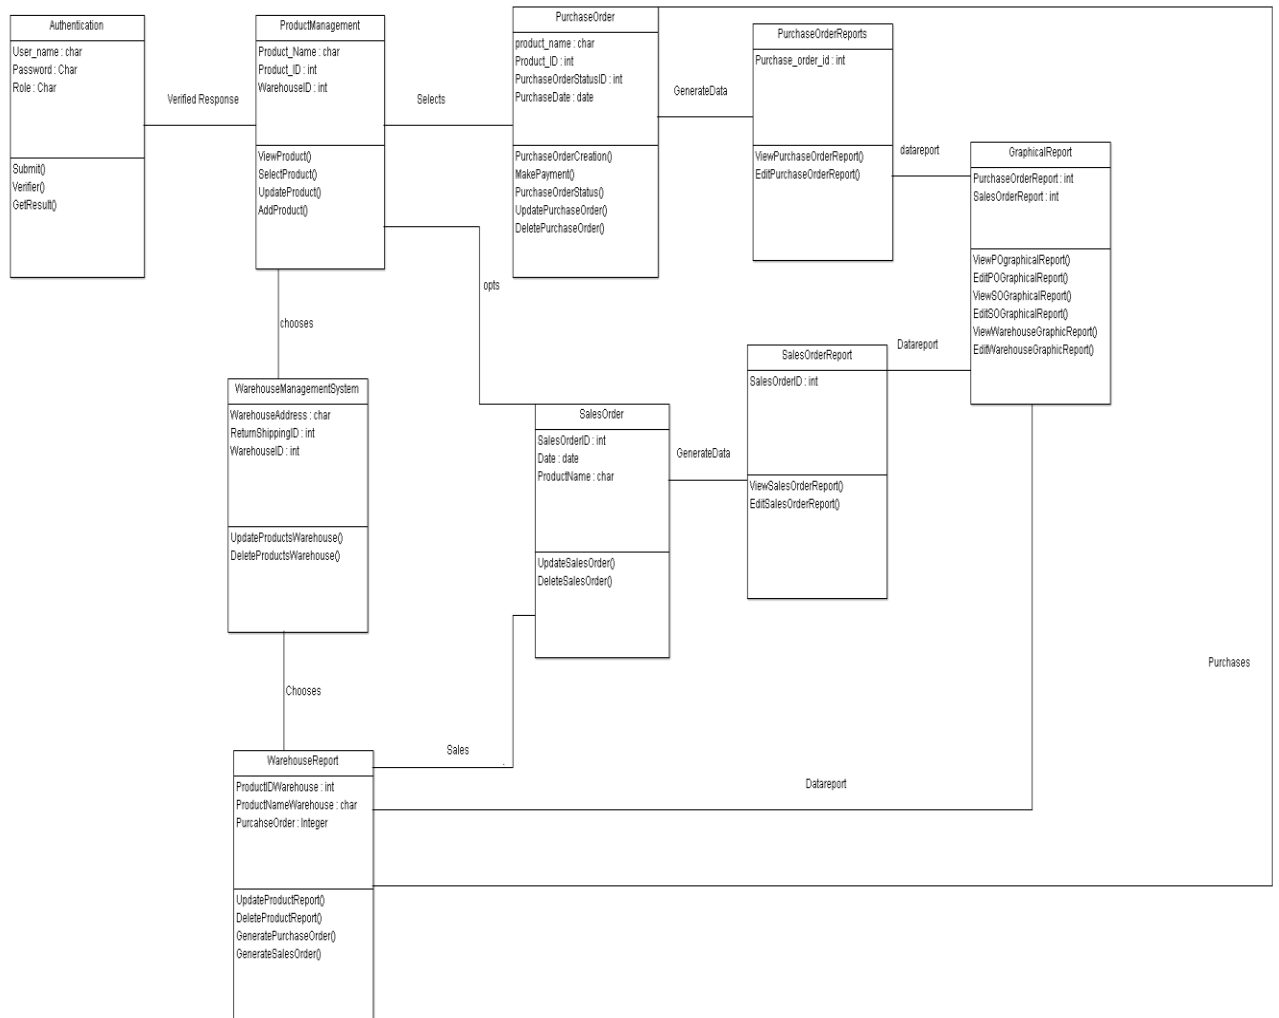 Authentication
User_name : char
Password : Char
Role : Char
Submit()
Verifier()
GetResult()
Verified Response
ProductManagement
Product_Name : char
Product_ID : int
WarehouseID : int
ViewProduct()
SelectProduct()
UpdateProduct()
AddProduct()
Selects
PurchaseOrder
product_name : char
Product_ID : int
PurchaseOrderStatusID : int
PurchaseDate : date
PurchaseOrderCreation()
MakePayment()
PurchaseOrderStatus()
UpdatePurchaseOrder()
DeletePurchaseOrder()
GenerateData
PurchaseOrderReports
Purchase_order_id : int
ViewPurchaseOrderReport()
EditPurchaseOrderReport()
datareport
GraphicalReport
PurchaseOrderReport : int
SalesOrderReport : int
ViewPOgraphicalReport()
EditPOGraphicalReport()
ViewSOGraphicalReport()
EditSOGraphicalReport()
ViewWarehouseGraphicReport()
EditWarehouseGraphicReport()
opts
chooses
WarehouseManagementSystem
WarehouseAddress : char
ReturnShippingID : int
WarehouseID : int
UpdateProductsWarehouse()
DeleteProductsWarehouse()
SalesOrder
SalesOrderID : int
Date : date
ProductName : char
UpdateSalesOrder()
DeleteSalesOrder()
GenerateData
SalesOrderReport
SalesOrderID : int
ViewSalesOrderReport()
EditSalesOrderReport()
Datareport
Purchases
Chooses
Sales
Datareport
WarehouseReport
ProductIDWarehouse : int
ProductNameWarehouse : char
PurcahseOrder : Integer
UpdateProductReport()
DeleteProductReport()
GeneratePurchaseOrder()
GenerateSalesOrder()